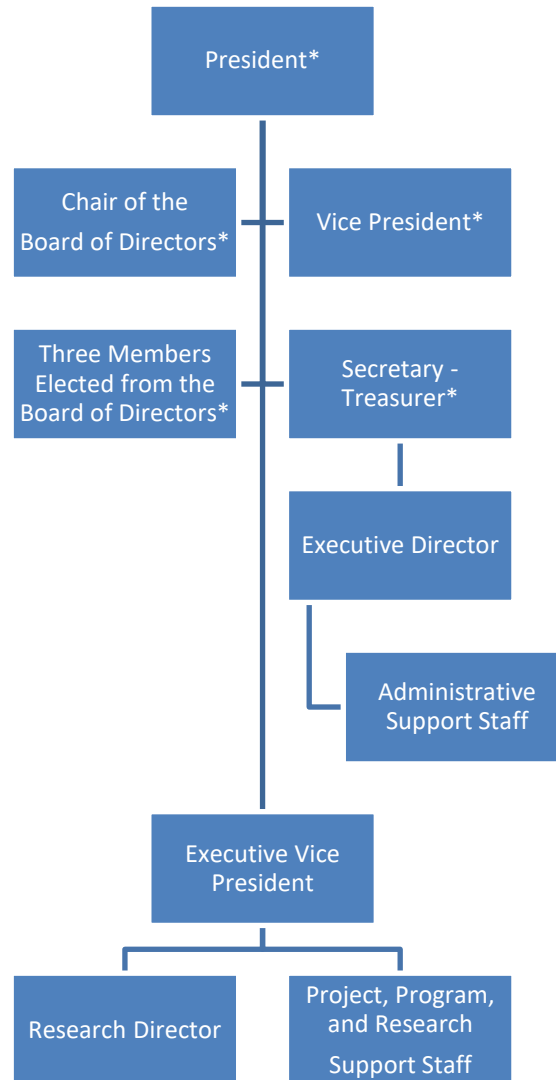 President*
Chair of the
Board of Directors*
Vice President*
Three Members
Elected from the
Board of Directors*
Secretary -
Treasurer*
Executive Director
Administrative
Support Staff
Executive Vice
President
Research Director
Project, Program,
and Research
Support Staff